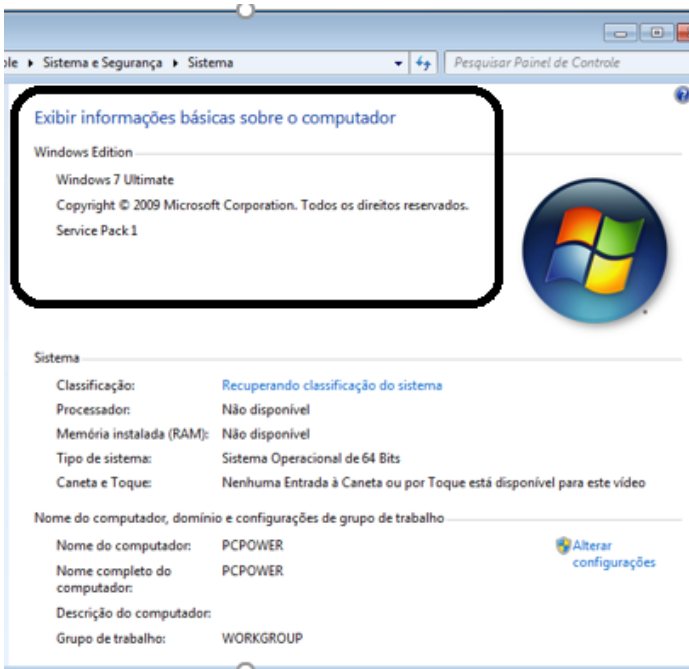 ole ▸ Sistema e Segurança ▸ Sistema
Pesquisar Painel de Controle
Exibir informações básicas sobre o computador
Windows Edition
Windows 7 Ultimate
Copyright © 2009 Microsoft Corporation. Todos os direitos reservados.
Service Pack 1
Sistema
Classificação: Recuperando classificação do sistema
Processador: Não disponível
Memória instalada (RAM): Não disponível
Tipo de sistema: Sistema Operacional de 64 Bits
Caneta e Toque: Nenhuma Entrada à Caneta ou por Toque está disponível para este vídeo
Nome do computador, domínio e configurações de grupo de trabalho
Nome do computador: PCPOWER
Alterar
configurações
Nome completo do
computador: PCPOWER
Descrição do computador:
Grupo de trabalho: WORKGROUP